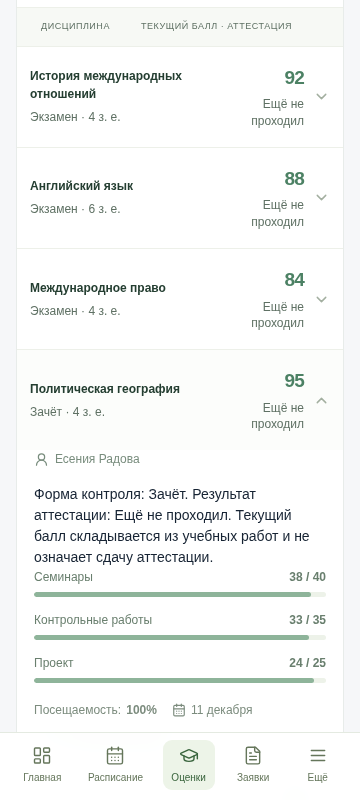 ДИСЦИПЛИНА ТЕКУЩИЙ БАЛЛ · АТТЕСТАЦИЯ
История международных
отношений
Экзамен · 4 з. е.
92
Ещё не
проходил
Английский язык
Экзамен · 6 з. е.
88
Ещё не
проходил
Международное право
Экзамен · 4 з. е.
84
Ещё не
проходил
Политическая география
Зачёт · 4 з. е.
95
Ещё не
проходил
Есения Радова
Форма контроля: Зачёт. Результат
аттестации: Ещё не проходил. Текущий
балл складывается из учебных работ и не
означает сдачу аттестации.
Семинары 38 / 40
Контрольные работы 33 / 35
Проект 24 / 25
Посещаемость: 100% 11 декабря
Главная Расписание Оценки Заявки Ещё